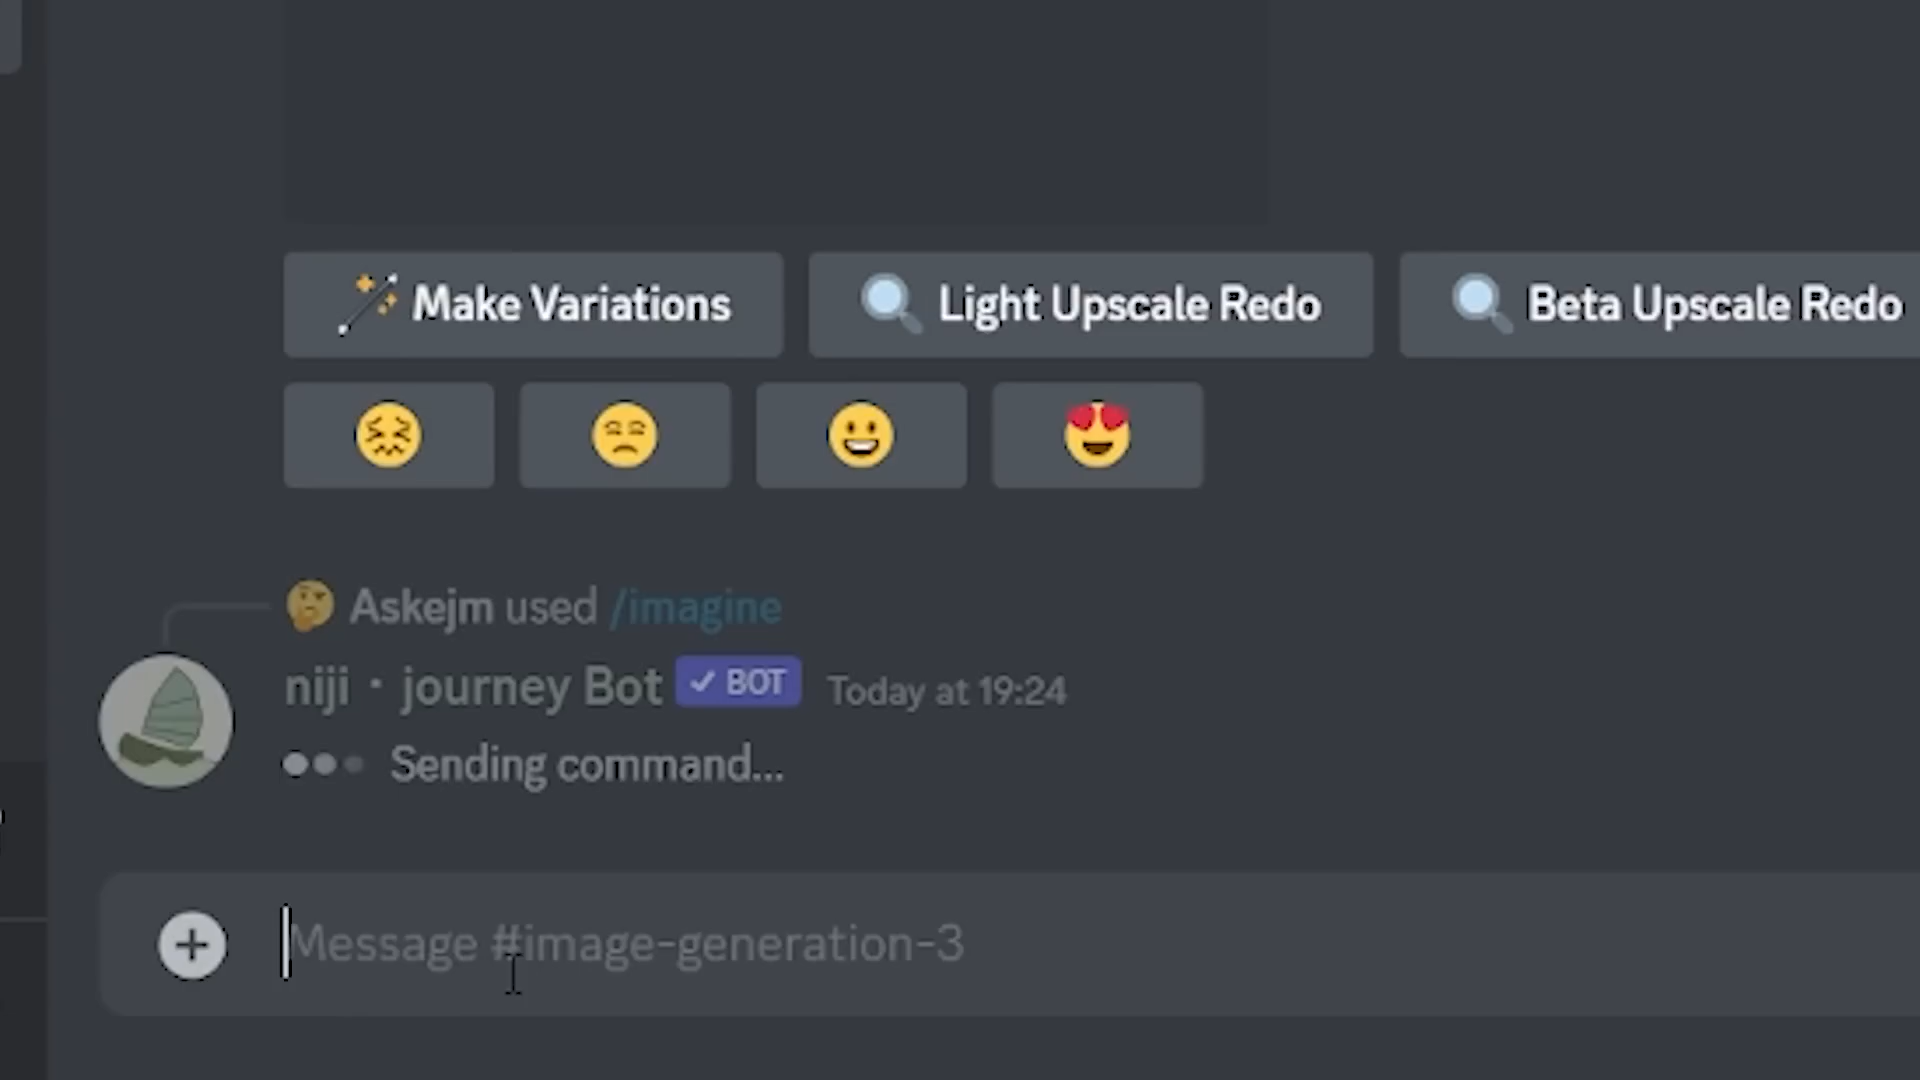 Make Variations Light Upscale Redo Beta Upscale Redo
Askejm used /imagine
niji • journey Bot ✓ BOT Today at 19:24
Sending command...
Message #image-generation-3